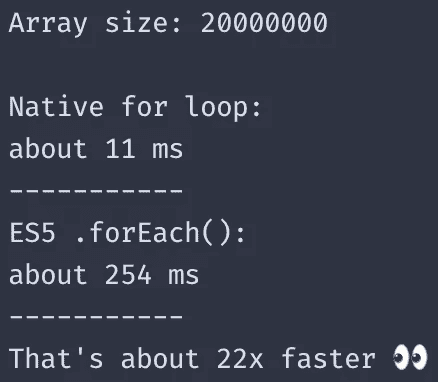 Array size: 20000000
Native for loop:
about 11 ms
-----------
ES5 .forEach():
about 254 ms
-----------
That's about 22x faster 👀